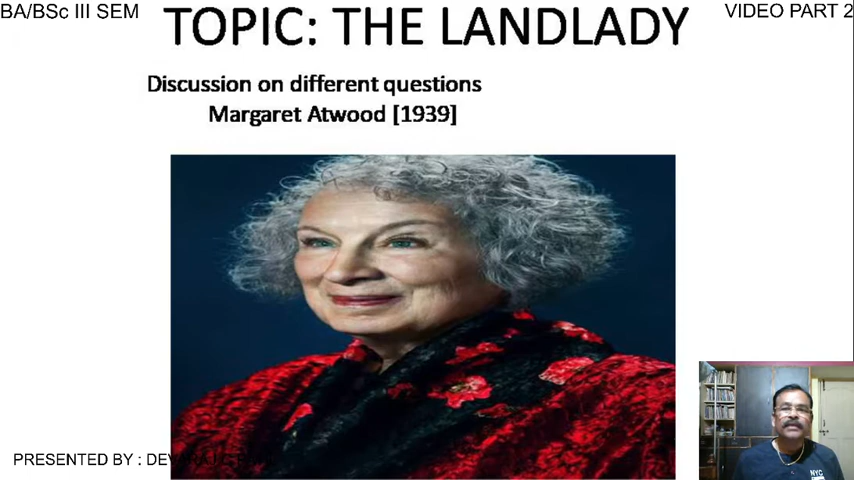 BA/BSc III SEM
VIDEO PART 2
TOPIC: THE LANDLADY
Discussion on different questions
Margaret Atwood [1939]
PRESENTED BY :
NYC